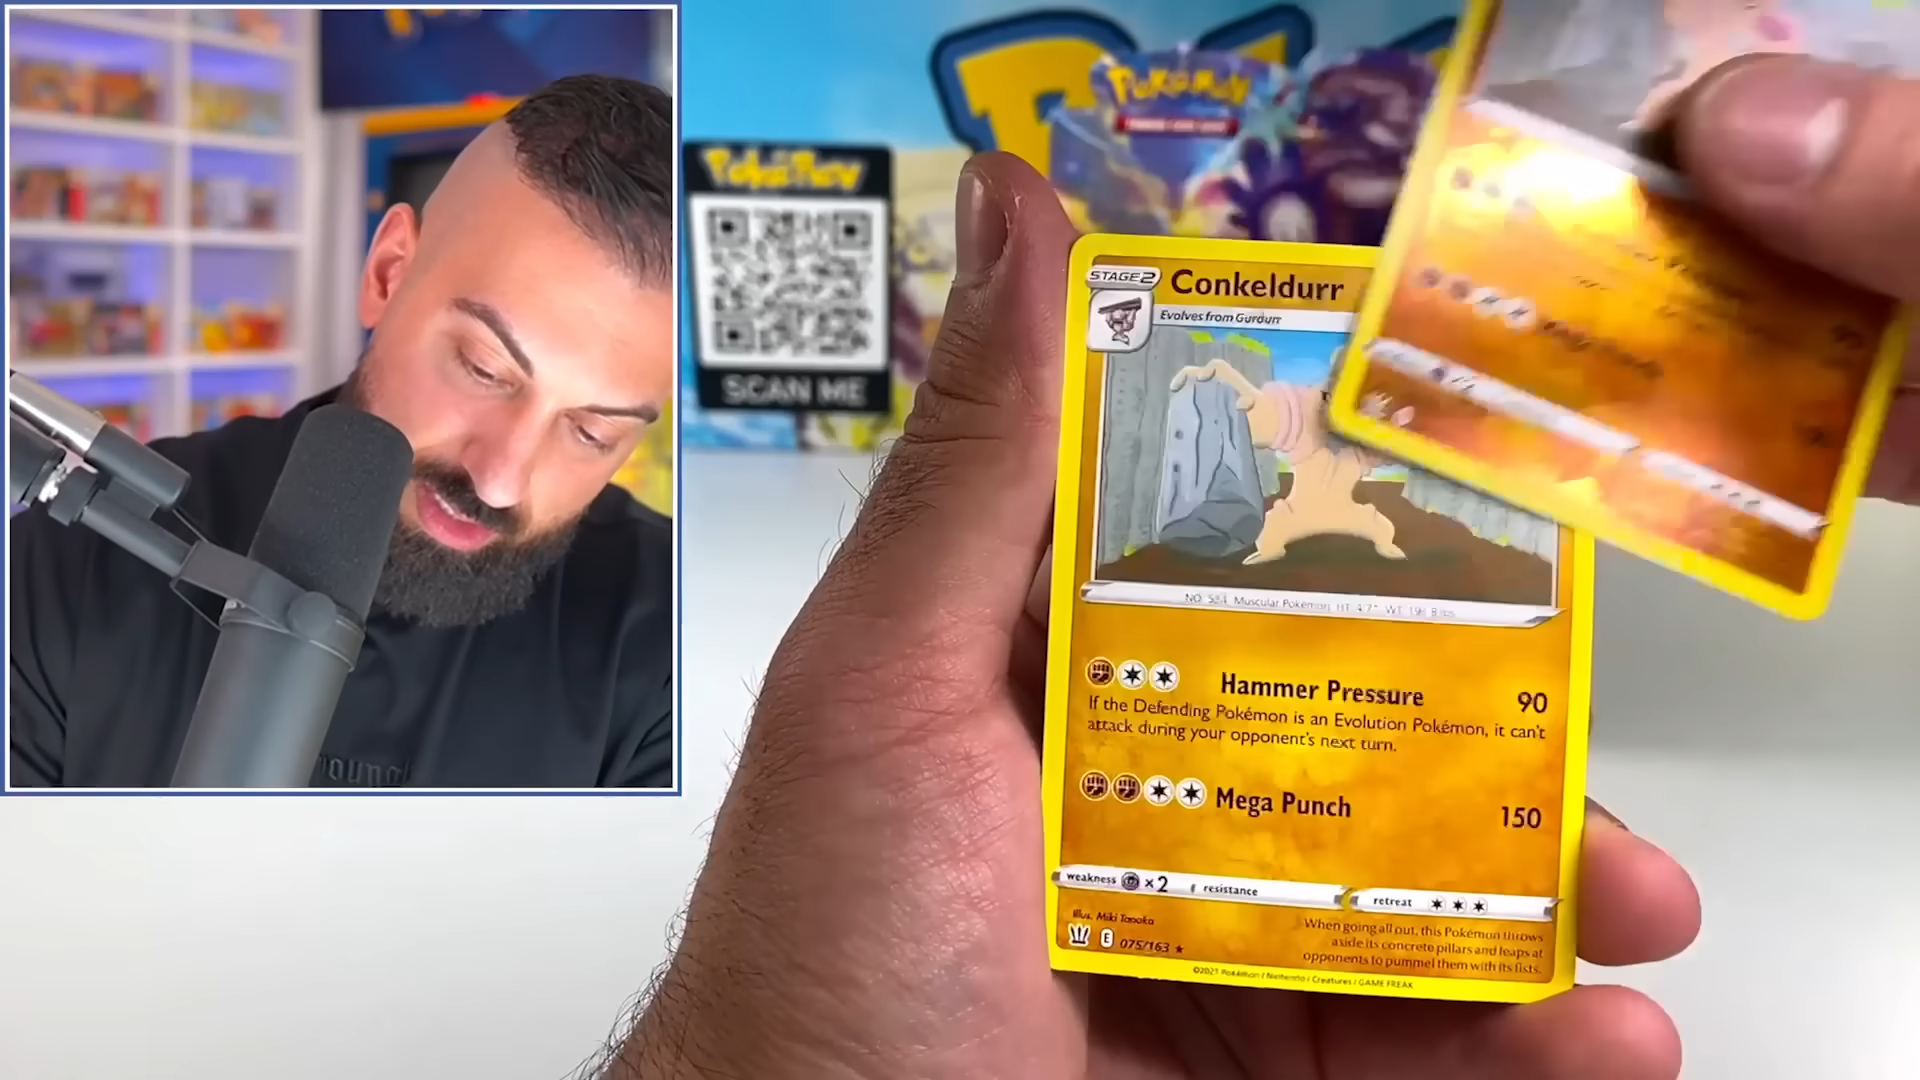 PokéRev
SCAN ME
Pokémon
STAGE 2
Conkeldurr
Evolves from Gurdurr
NO. 534 Muscular Pokémon HT: 4'7" WT: 191.8 lbs.
Hammer Pressure 90
If the Defending Pokémon is an Evolution Pokémon, it can't
attack during your opponent's next turn.
Mega Punch 150
weakness ×2 resistance
retreat
Illus. Miki Tanaka
E 075/163 ★
When going all out, this Pokémon throws
aside its concrete pillars and leaps at
opponents to pummel them with its fists.
©2021 Pokémon / Nintendo / Creatures / GAME FREAK